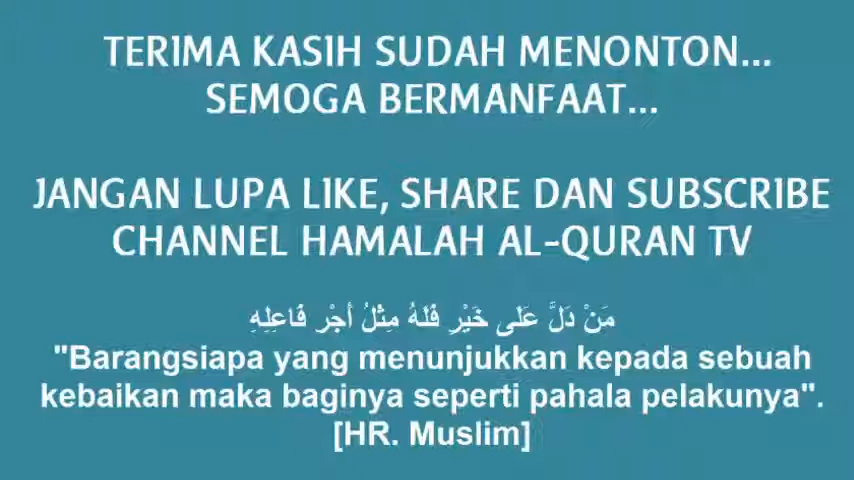 TERIMA KASIH SUDAH MENONTON...
SEMOGA BERMANFAAT...
JANGAN LUPA LIKE, SHARE DAN SUBSCRIBE
CHANNEL HAMALAH AL-QURAN TV
مَنْ دَلَّ عَلَى خَيْرٍ فَلَهُ مِثْلُ أَجْرِ فَاعِلِهِ
"Barangsiapa yang menunjukkan kepada sebuah
kebaikan maka baginya seperti pahala pelakunya".
[HR. Muslim]